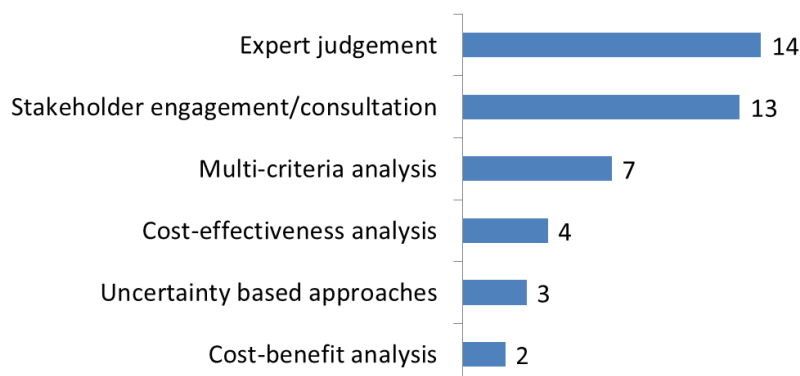 Expert judgement 14
Stakeholder engagement/consultation 13
Multi-criteria analysis 7
Cost-effectiveness analysis 4
Uncertainty based approaches 3
Cost-benefit analysis 2